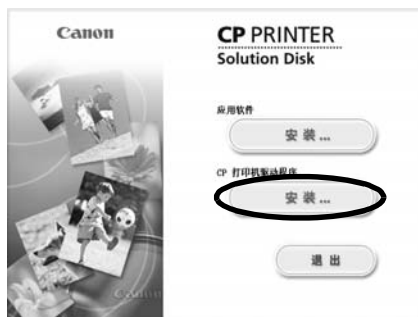 Canon
CP PRINTER
Solution Disk
应用软件
安 装 ...
CP 打印机驱动程序
安 装 ...
退 出
Canon